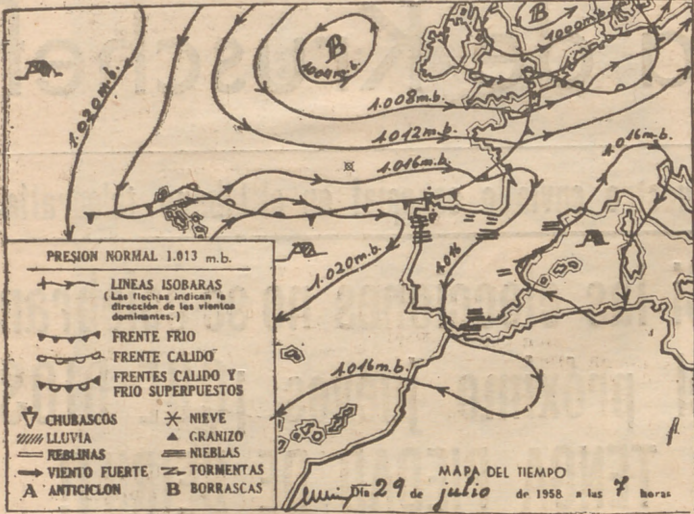 B
1004 m.b.
B
1000 m.b.
A
1.020 m.b.
1.008 m.b.
1.012 m.b.
1.016 m.b.
1.016 m.b.
A
A
1.020 m.b.
1.016
1.016 m.b.
PRESION NORMAL 1.013 m.b.
LINEAS ISOBARAS
(Las flechas indican la
dirección de los vientos
dominantes.)
FRENTE FRIO
FRENTE CALIDO
FRENTES CALIDO Y
FRIO SUPERPUESTOS
CHUBASCOS
NIEVE
LLUVIA
GRANIZO
NEBLINAS
NIEBLAS
VIENTO FUERTE
TORMENTAS
A ANTICICLON
B BORRASCAS
MAPA DEL TIEMPO
Día 29 de julio de 1958 a las 7 horas